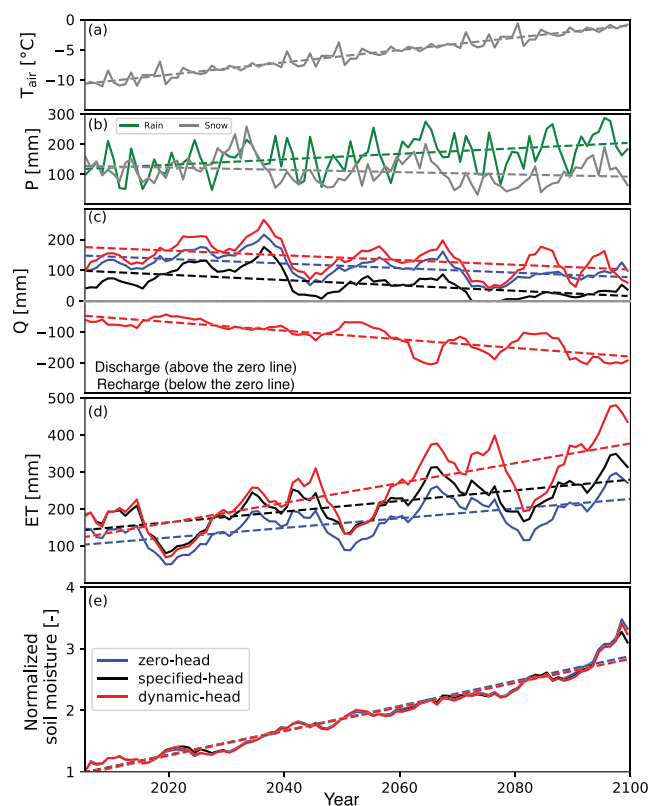 (a)
T_air [°C]
0
−5
−10
(b)
Rain
Snow
P [mm]
300
200
100
(c)
Q [mm]
200
100
0
−100
−200
Discharge (above the zero line)
Recharge (below the zero line)
(d)
ET [mm]
500
400
300
200
100
(e)
Normalized
soil moisture [-]
4
3
2
1
zero-head
specified-head
dynamic-head
2020
2040
2060
2080
2100
Year